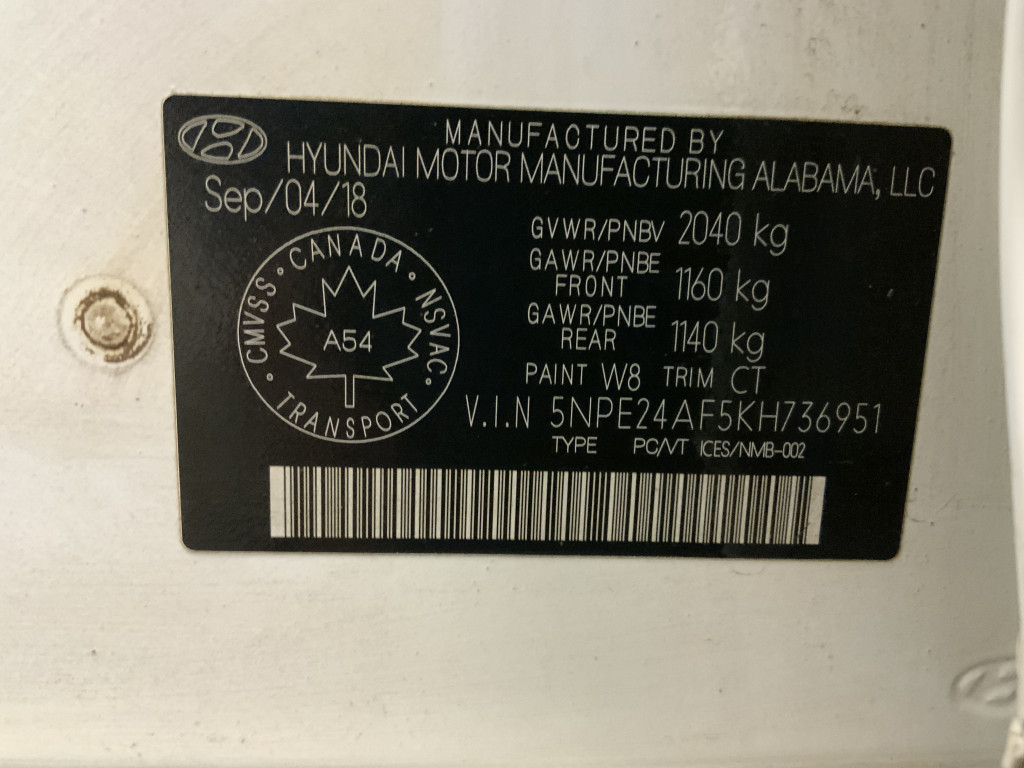 MANUFACTURED BY
HYUNDAI MOTOR MANUFACTURING ALABAMA, LLC
Sep/04/18
GVWR/PNBV 2040 kg
GAWR/PNBE FRONT 1160 kg
GAWR/PNBE REAR 1140 kg
PAINT W8 TRIM CT
V.I.N 5NPE24AF5KH736951
TYPE PC/VT ICES/NMB-002
CMVSS • CANADA • NSVAC • TRANSPORT •
A54